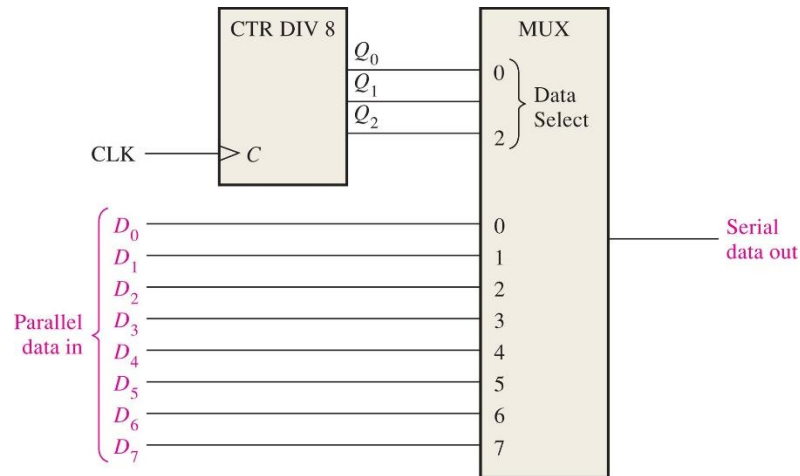 CTR DIV 8
MUX
Q₀
Q₁
Q₂
0
2
Data
Select
CLK
C
D₀
D₁
D₂
D₃
D₄
D₅
D₆
D₇
Parallel
data in
0
1
2
3
4
5
6
7
Serial
data out